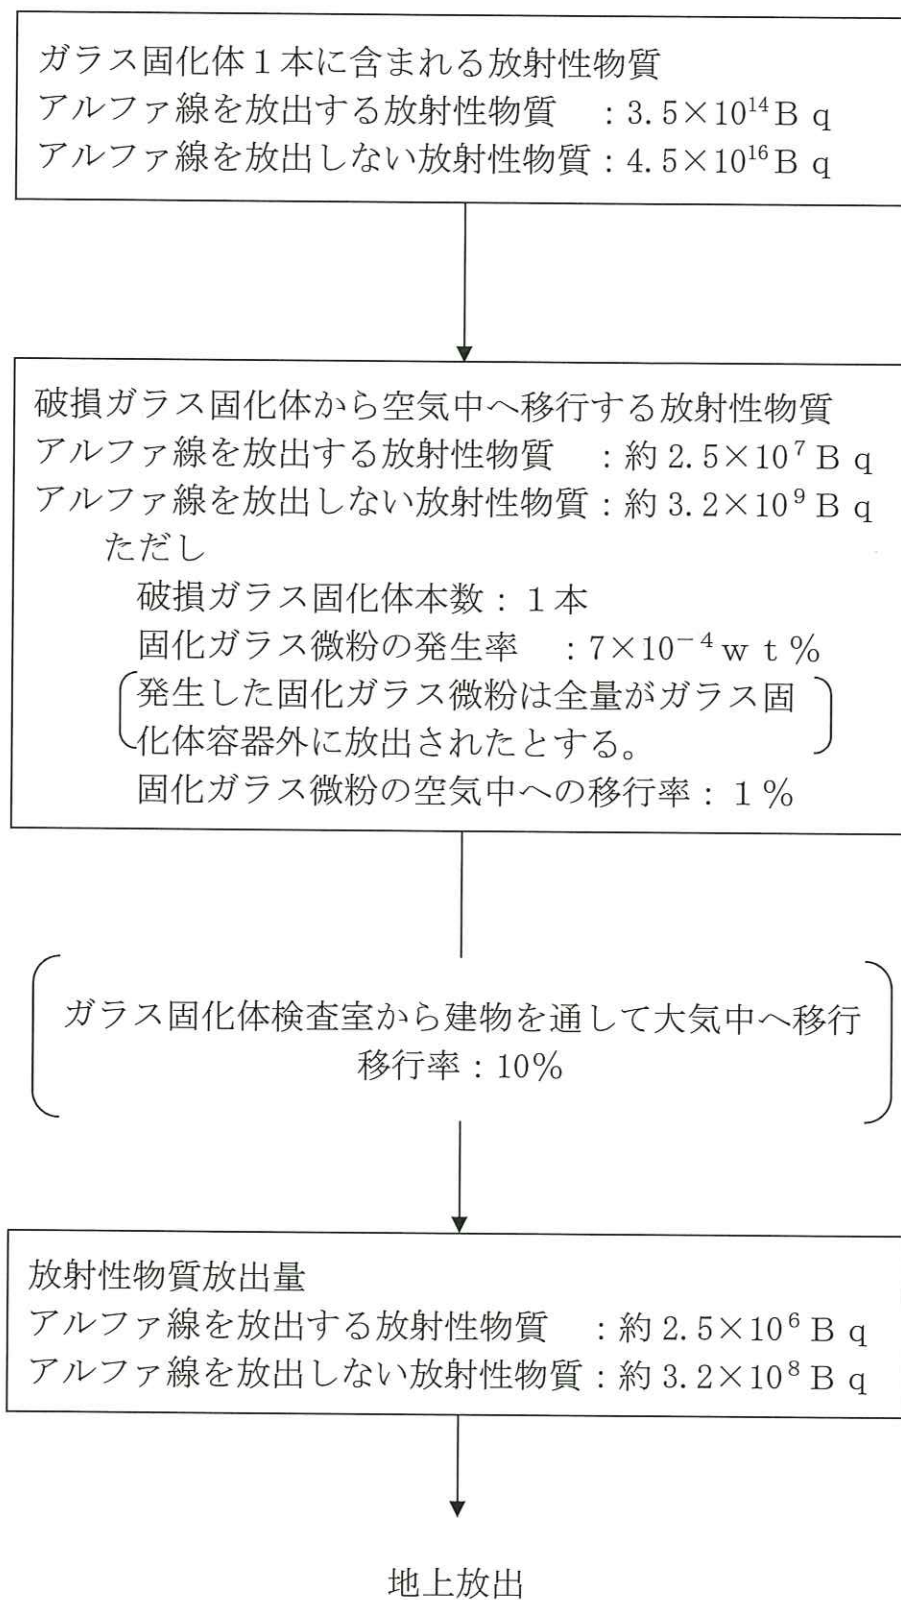 ガラス固化体1本に含まれる放射性物質
アルファ線を放出する放射性物質　：3.5×10¹⁴Ｂｑ
アルファ線を放出しない放射性物質：4.5×10¹⁶Ｂｑ
破損ガラス固化体から空気中へ移行する放射性物質
アルファ線を放出する放射性物質　：約2.5×10⁷Ｂｑ
アルファ線を放出しない放射性物質：約3.2×10⁹Ｂｑ
ただし
破損ガラス固化体本数：1本
固化ガラス微粉の発生率　：7×10⁻⁴ｗｔ％
発生した固化ガラス微粉は全量がガラス固
化体容器外に放出されたとする。
固化ガラス微粉の空気中への移行率：1％
ガラス固化体検査室から建物を通して大気中へ移行
移行率：10％
放射性物質放出量
アルファ線を放出する放射性物質　：約2.5×10⁶Ｂｑ
アルファ線を放出しない放射性物質：約3.2×10⁸Ｂｑ
地上放出